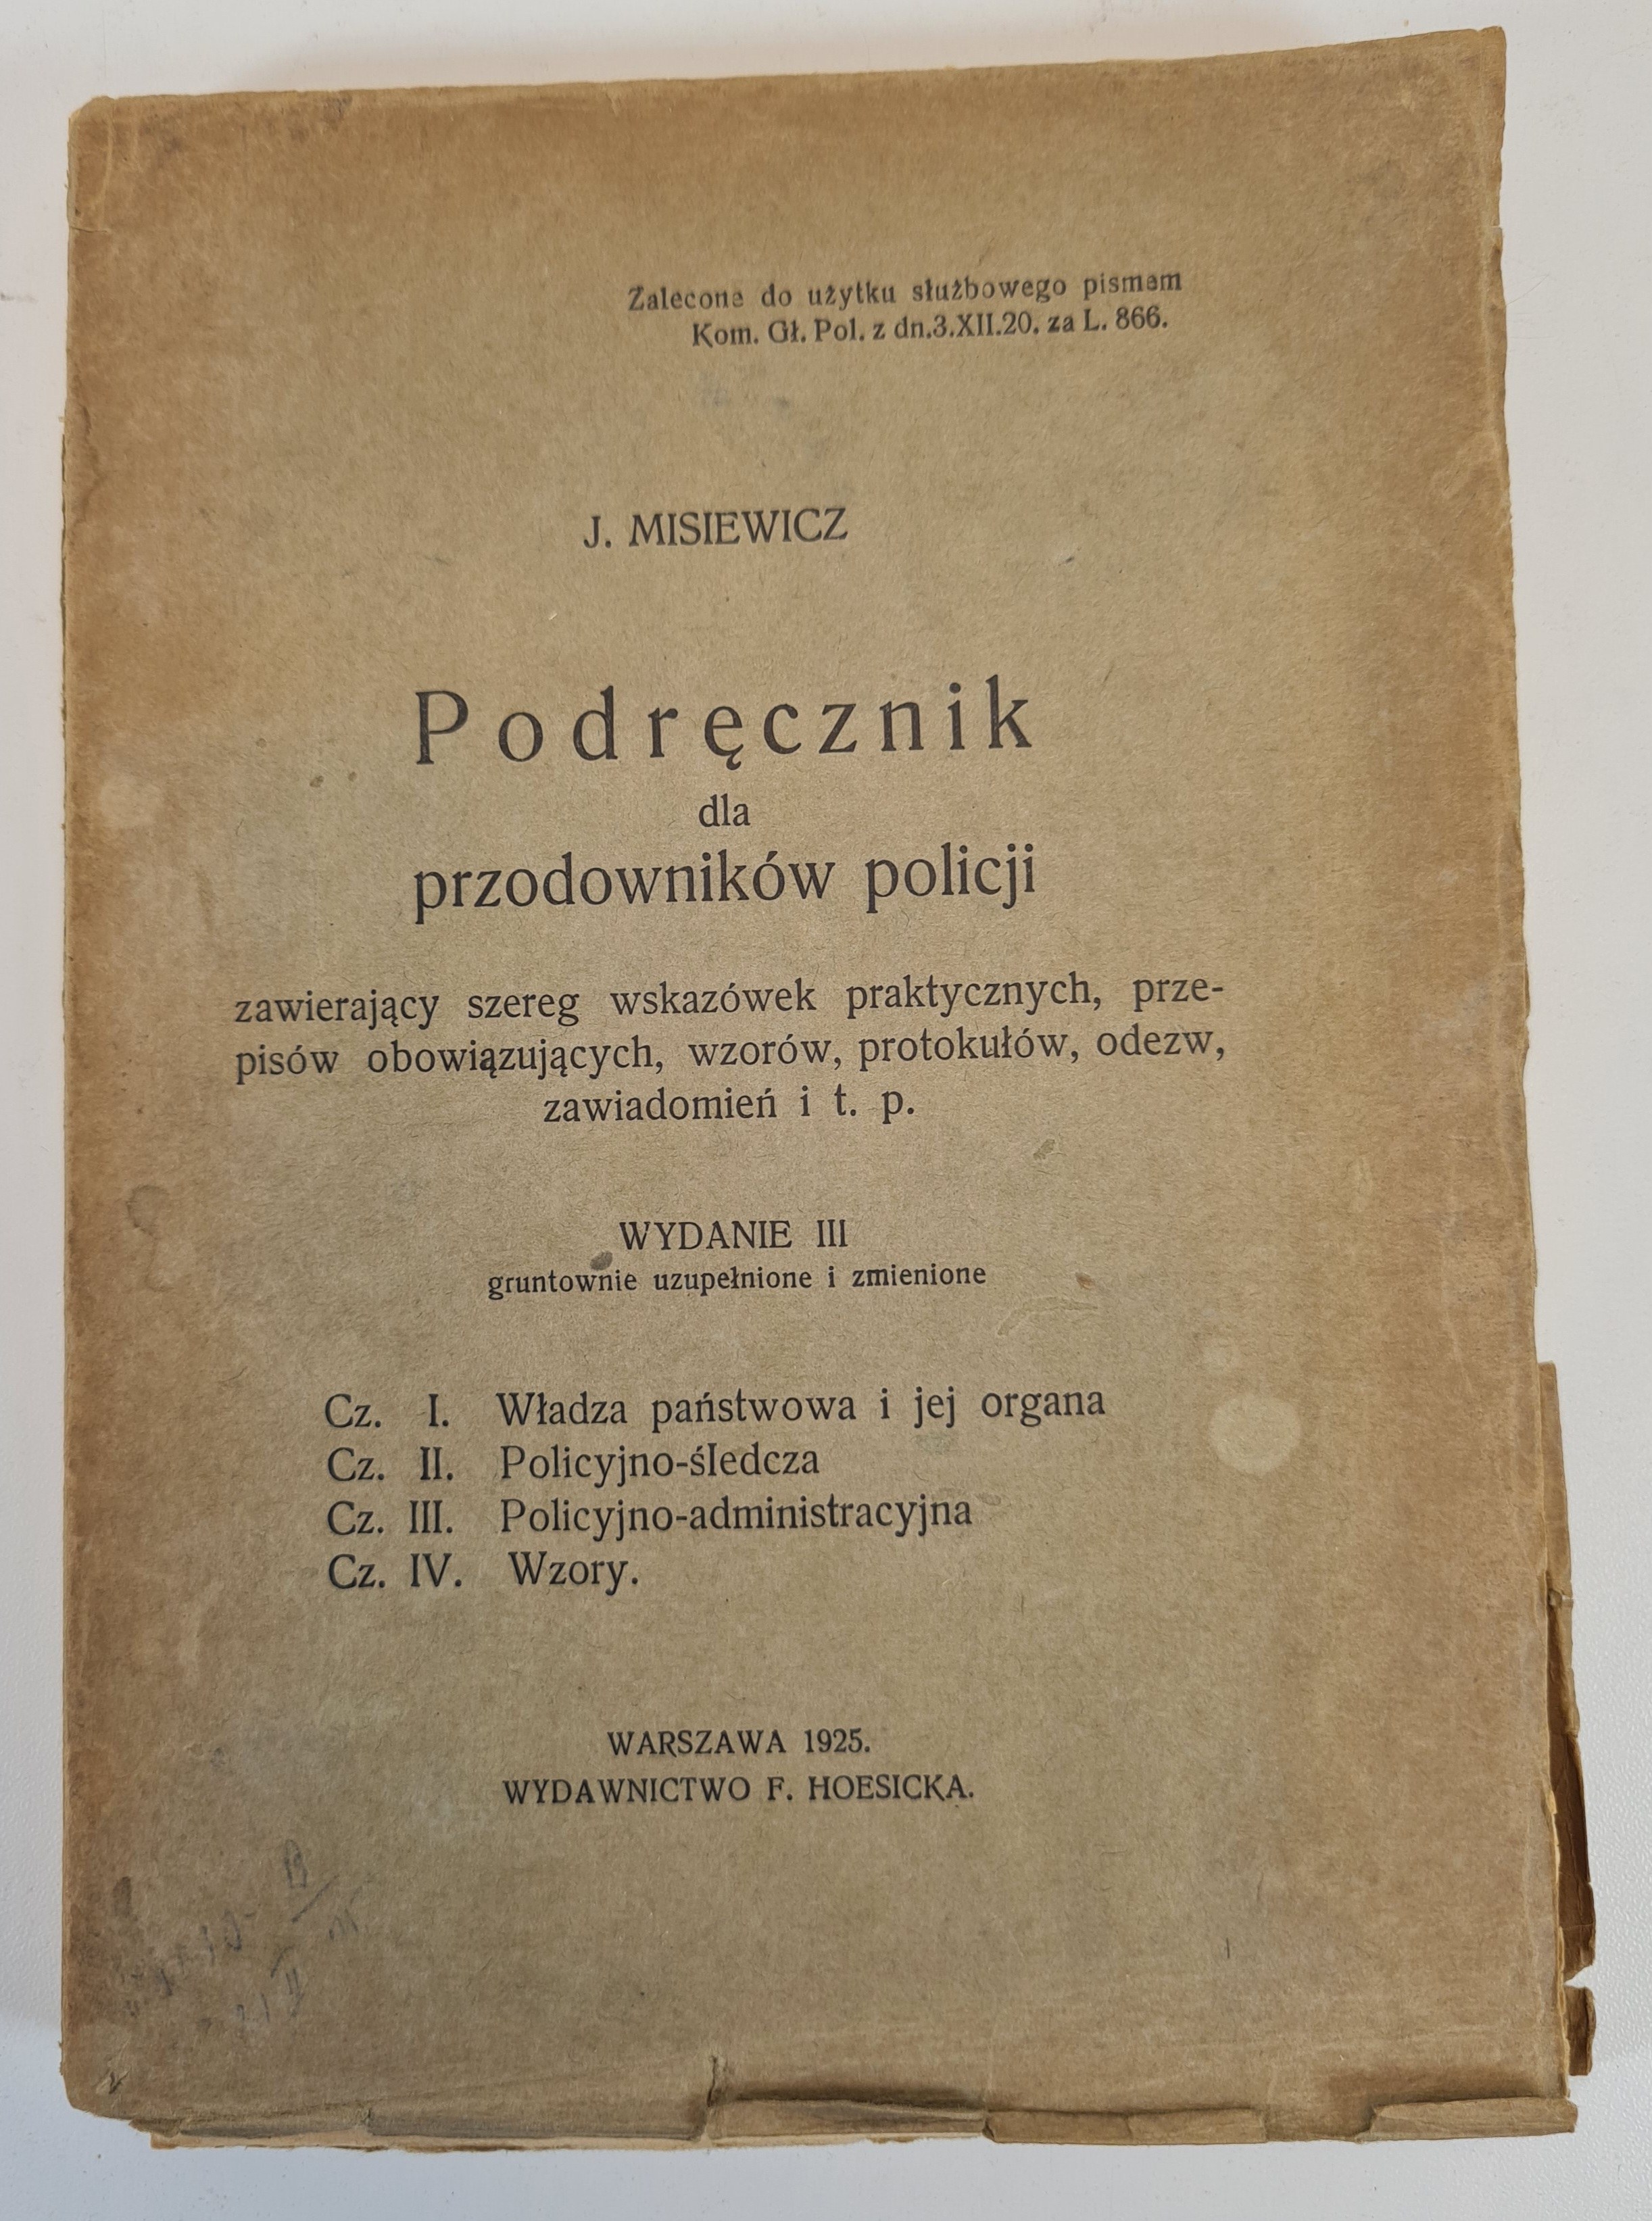 Zalecone do użytku służbowego pismem
Kom. Gł. Pol. z dn.3.XII.20. za L. 866.
J. MISIEWICZ
Podręcznik
dla
przodowników policji
zawierający szereg wskazówek praktycznych, prze-
pisów obowiązujących, wzorów, protokułów, odezw,
zawiadomień i t. p.
WYDANIE III
gruntownie uzupełnione i zmienione
Cz. I. Władza państwowa i jej organa
Cz. II. Policyjno-śledcza
Cz. III. Policyjno-administracyjna
Cz. IV. Wzory.
WARSZAWA 1925.
WYDAWNICTWO F. HOESICKA.